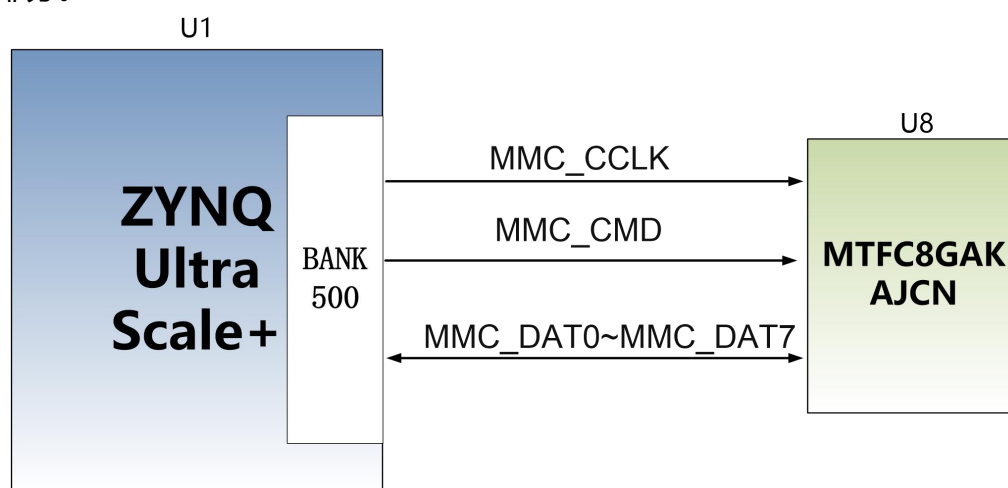 U1
U8
ZYNQ
Ultra
Scale+
BANK
500
MMC_CCLK
MMC_CMD
MMC_DAT0~MMC_DAT7
MTFC8GAK
AJCN